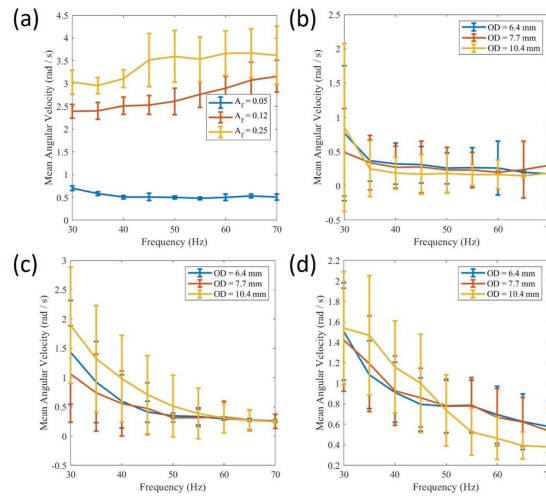 (a)
Mean Angular Velocity (rad / s)
4.5
4
3.5
3
2.5
2
1.5
1
0.5
0
30 40 50 60 70
Frequency (Hz)
A_f = 0.05
A_f = 0.12
A_f = 0.25
(b)
Mean Angular Velocity (rad / s)
2.2
1.7
1.2
0.7
0.2
-0.3
-0.5
30 40 50 60 70
Frequency (Hz)
OD = 6.4 mm
OD = 7.7 mm
OD = 10.4 mm
(c)
Mean Angular Velocity (rad / s)
3
2.5
2
1.5
1
0.5
0
-0.5
30 40 50 60 70
Frequency (Hz)
OD = 6.4 mm
OD = 7.7 mm
OD = 10.4 mm
(d)
Mean Angular Velocity (rad / s)
2.2
2
1.8
1.6
1.4
1.2
1
0.8
0.6
0.4
0.2
30 40 50 60 70
Frequency (Hz)
OD = 6.4 mm
OD = 7.7 mm
OD = 10.4 mm